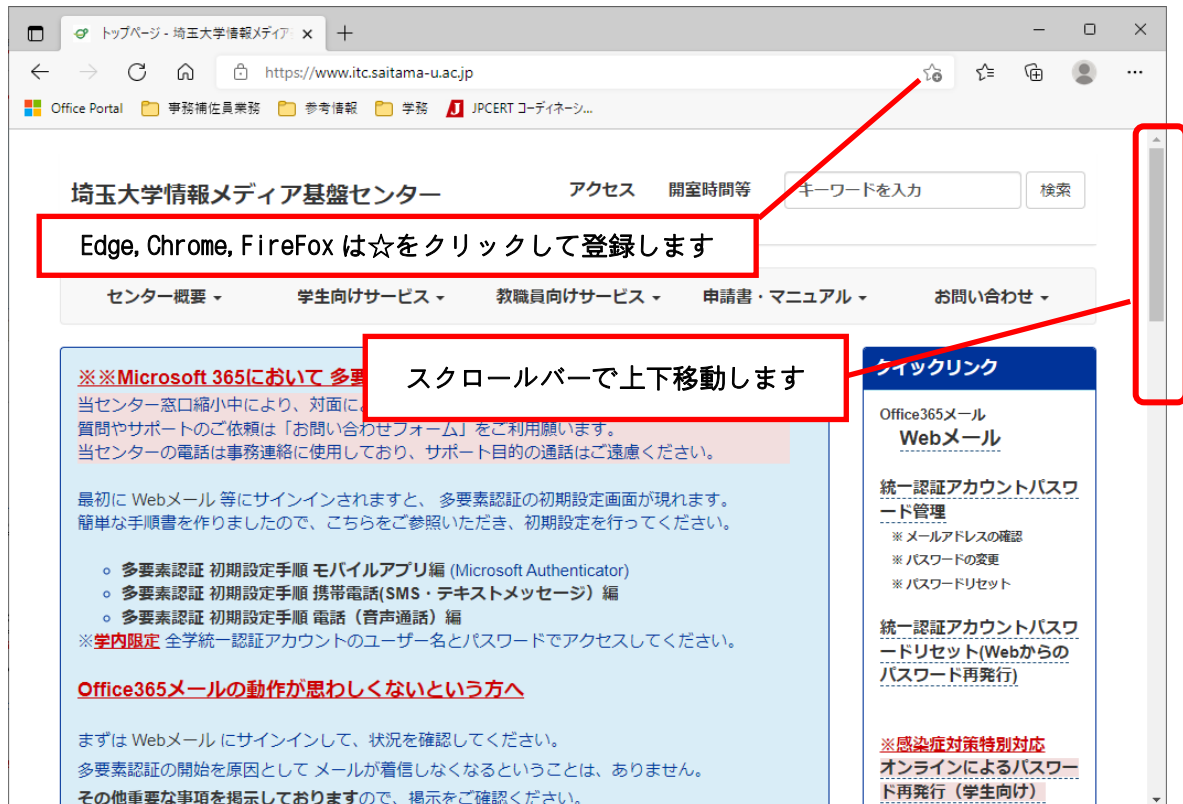 トップページ - 埼玉大学情報メディア
https://www.itc.saitama-u.ac.jp
Office Portal 事務補佐員業務 参考情報 学務 JPCERT コーディネーシ...
埼玉大学情報メディア基盤センター アクセス 開室時間等 キーワードを入力 検索
Edge,Chrome,FireFox は☆をクリックして登録します
センター概要 学生向けサービス 教職員向けサービス 申請書・マニュアル お問い合わせ
スクロールバーで上下移動します
※※Microsoft 365において 多要
当センター窓口縮小中により、対面に
質問やサポートのご依頼は「お問い合わせフォーム」をご利用願います。
当センターの電話は事務連絡に使用しており、サポート目的の通話はご遠慮ください。
最初に Webメール 等にサインインされますと、 多要素認証の初期設定画面が現れます。
簡単な手順書を作りましたので、こちらをご参照いただき、初期設定を行ってください。
多要素認証 初期設定手順 モバイルアプリ編 (Microsoft Authenticator)
多要素認証 初期設定手順 携帯電話(SMS・テキストメッセージ）編
多要素認証 初期設定手順 電話（音声通話）編
※学内限定 全学統一認証アカウントのユーザー名とパスワードでアクセスしてください。
Office365メールの動作が思わしくないという方へ
まずは Webメール にサインインして、状況を確認してください。
多要素認証の開始を原因として メールが着信しなくなるということは、ありません。
その他重要な事項を掲示しておりますので、掲示をご確認ください。
クイックリンク
Office365メール
Webメール
統一認証アカウントパスワ
ード管理
※ メールアドレスの確認
※ パスワードの変更
※ パスワードリセット
統一認証アカウントパスワ
ードリセット(Webからの
パスワード再発行)
※感染症対策特別対応
オンラインによるパスワー
ド再発行（学生向け）